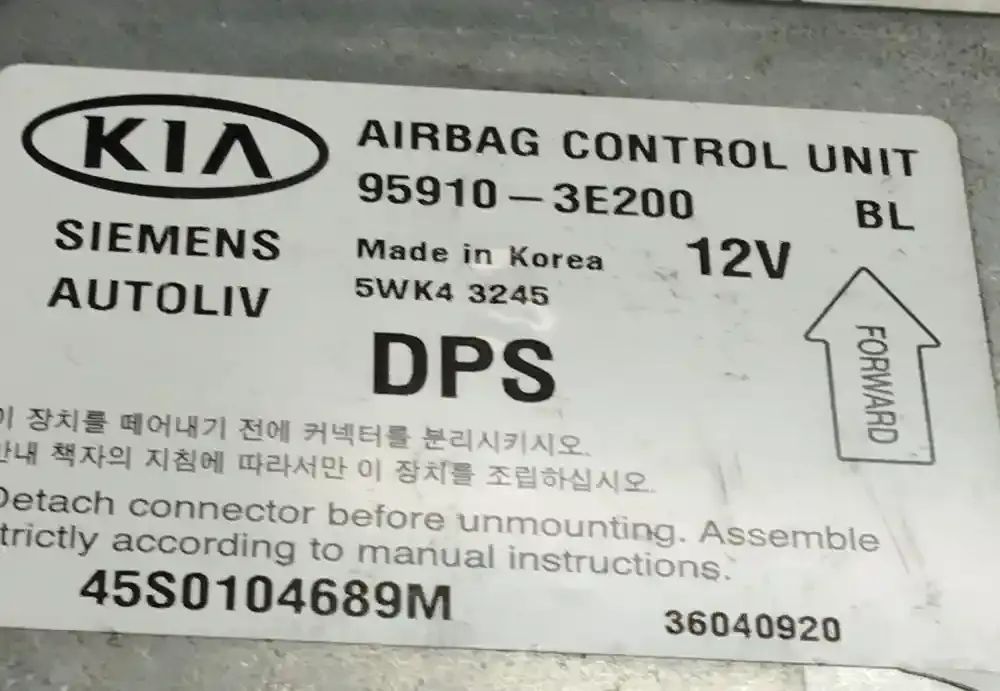 KIA
AIRBAG CONTROL UNIT
95910-3E200
BL
SIEMENS
AUTOLIV
Made in Korea
12V
5WK4 3245
DPS
FORWARD
이 장치를 떼어내기 전에 커넥터를 분리시키시오.
안내 책자의 지침에 따라서만 이 장치를 조립하십시오.
Detach connector before unmounting. Assemble
trictly according to manual instructions.
45S0104689M
36040920